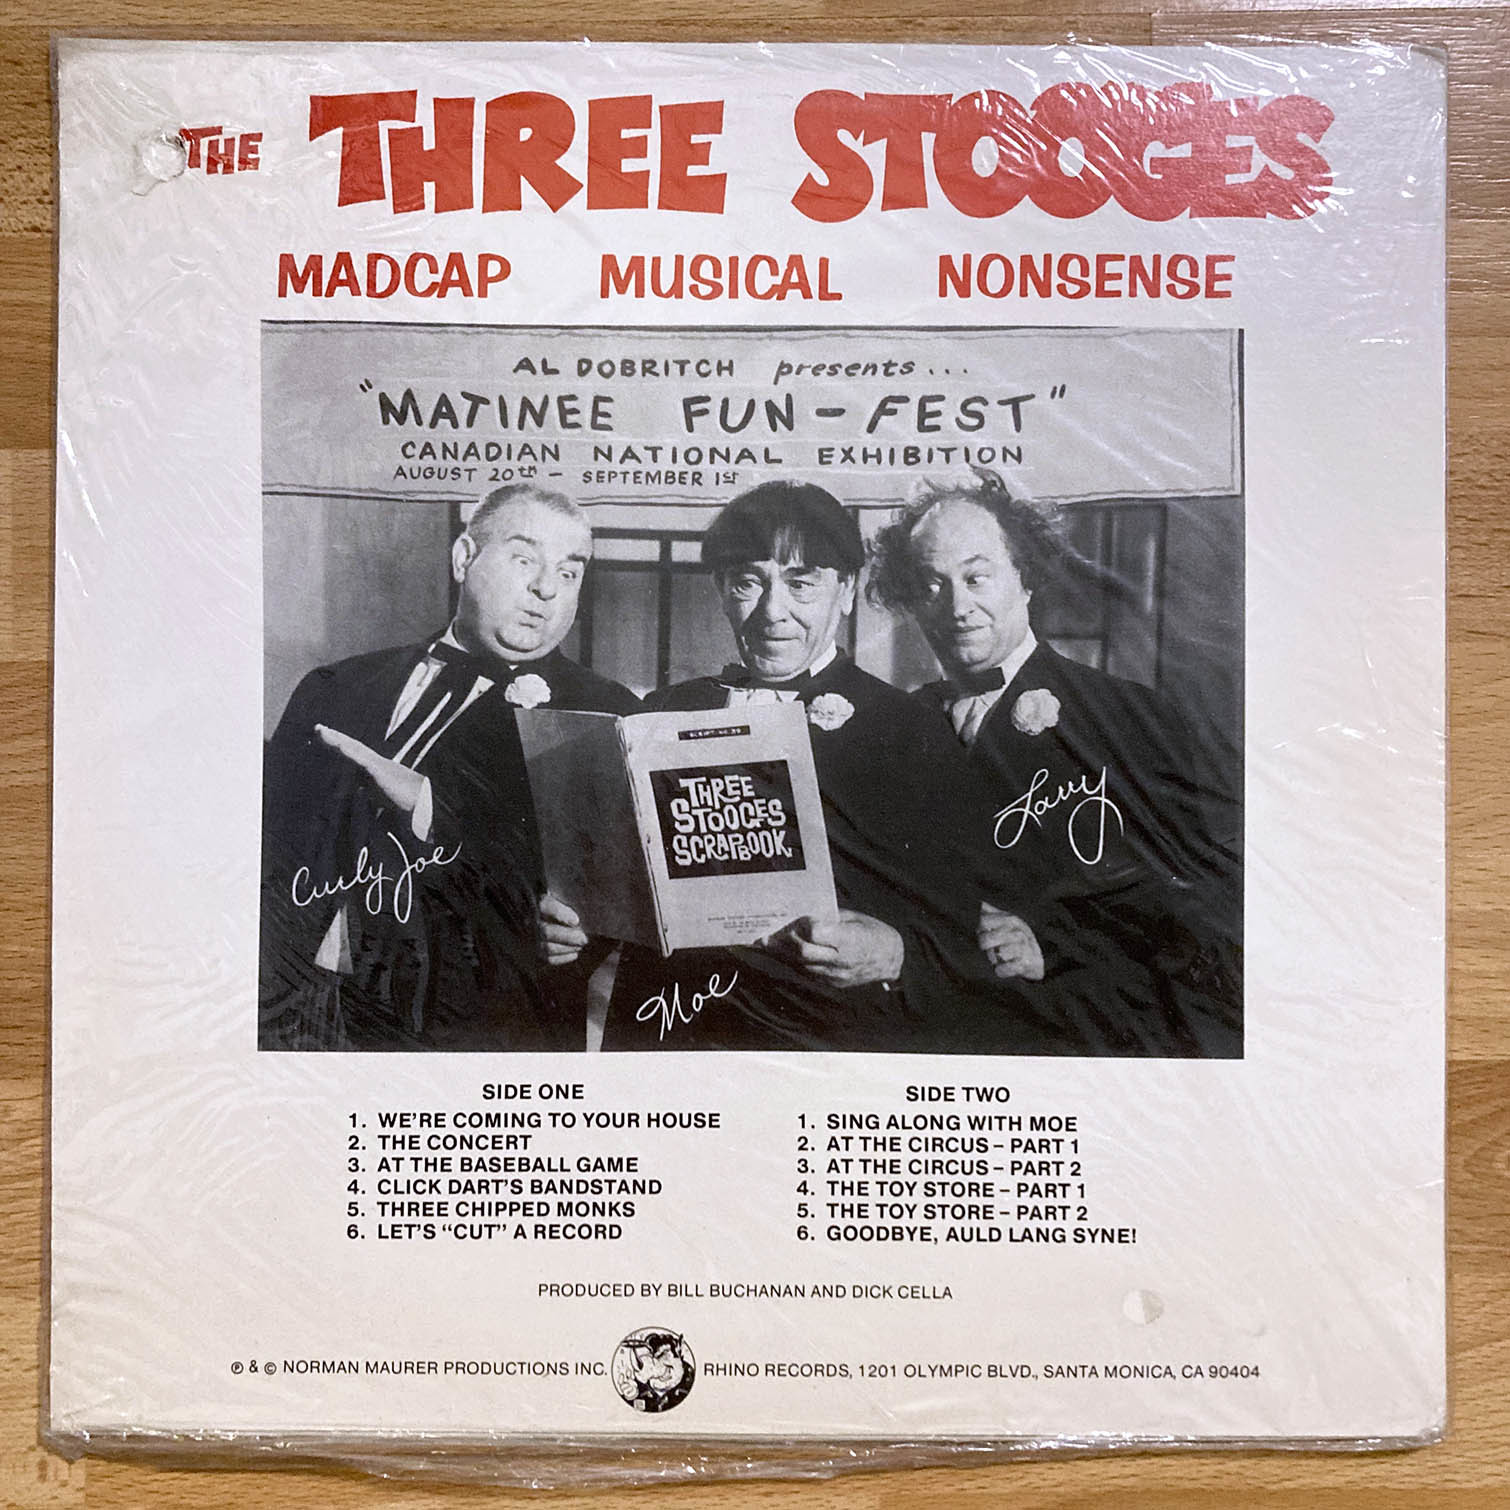 THE THREE STOOGES
MADCAP MUSICAL NONSENSE
AL DOBRITCH presents...
"MATINEE FUN-FEST"
CANADIAN NATIONAL EXHIBITION
AUGUST 20th - SEPTEMBER 1st
SCRIPT NO. 39
THREE
STOOGES
SCRAPBOOK
Curly Joe
Moe
Larry
SIDE ONE
1. WE'RE COMING TO YOUR HOUSE
2. THE CONCERT
3. AT THE BASEBALL GAME
4. CLICK DART'S BANDSTAND
5. THREE CHIPPED MONKS
6. LET'S "CUT" A RECORD
SIDE TWO
1. SING ALONG WITH MOE
2. AT THE CIRCUS – PART 1
3. AT THE CIRCUS – PART 2
4. THE TOY STORE – PART 1
5. THE TOY STORE – PART 2
6. GOODBYE, AULD LANG SYNE!
PRODUCED BY BILL BUCHANAN AND DICK CELLA
℗ & © NORMAN MAURER PRODUCTIONS INC. RHINO RECORDS, 1201 OLYMPIC BLVD., SANTA MONICA, CA 90404